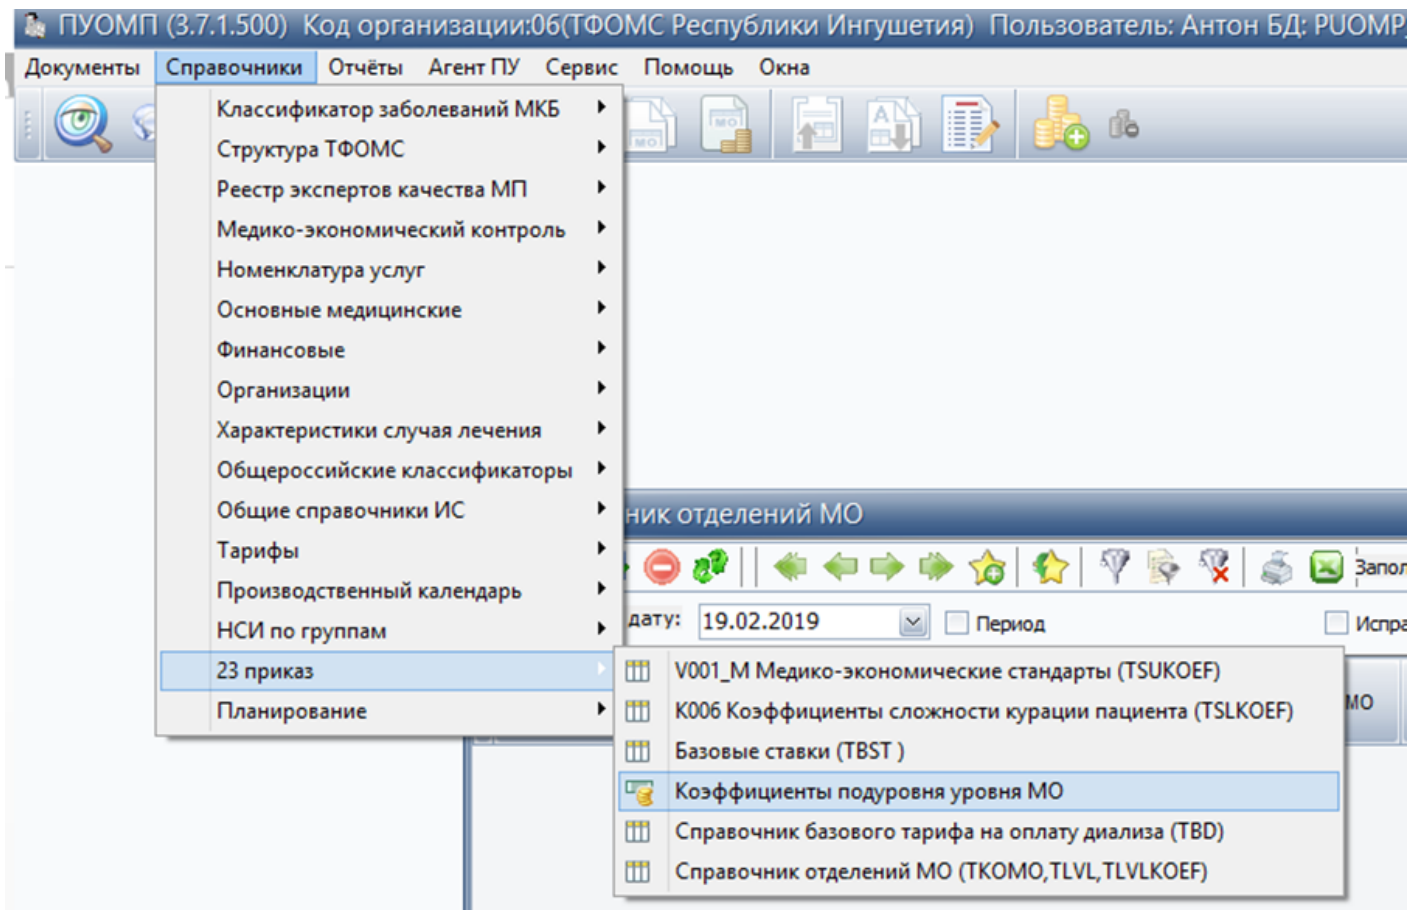 ПУОМП (3.7.1.500) Код организации:06(ТФОМС Республики Ингушетия) Пользователь: Антон БД: PUOMP
Документы Справочники Отчёты Агент ПУ Сервис Помощь Окна
Классификатор заболеваний МКБ
Структура ТФОМС
МО МО
Реестр экспертов качества МП
Медико-экономический контроль
Номенклатура услуг
Основные медицинские
Финансовые
Организации
Характеристики случая лечения
Общероссийские классификаторы
Общие справочники ИС
Тарифы
Производственный календарь
НСИ по группам
23 приказ
Планирование
ник отделений МО
Запол
дату: 19.02.2019 Период Испра
V001_M Медико-экономические стандарты (TSUKOEF)
K006 Коэффициенты сложности курации пациента (TSLKOEF)
МО
Базовые ставки (TBST )
Коэффициенты подуровня уровня МО
Справочник базового тарифа на оплату диализа (TBD)
Справочник отделений МО (TKOMO,TLVL,TLVLKOEF)